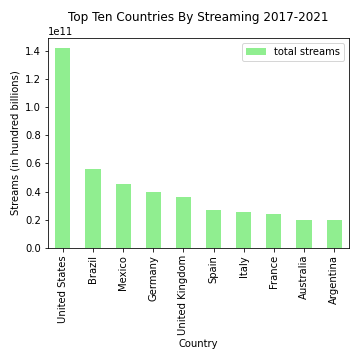 Top Ten Countries By Streaming 2017-2021
1e11
total streams
1.4
1.2
1.0
0.8
0.6
0.4
0.2
0.0
Streams (in hundred billions)
United States
Brazil
Mexico
Germany
United Kingdom
Spain
Italy
France
Australia
Argentina
Country